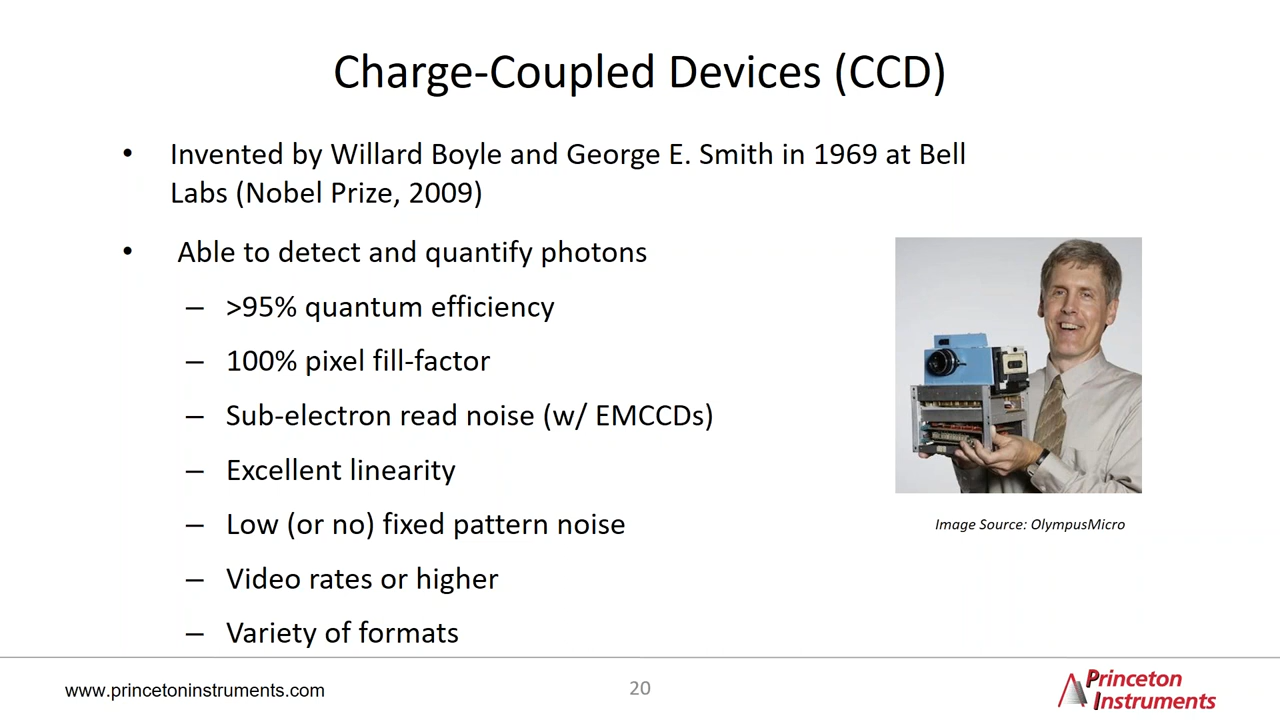 Charge-Coupled Devices (CCD)
• Invented by Willard Boyle and George E. Smith in 1969 at Bell
Labs (Nobel Prize, 2009)
• Able to detect and quantify photons
– >95% quantum efficiency
– 100% pixel fill-factor
– Sub-electron read noise (w/ EMCCDs)
– Excellent linearity
– Low (or no) fixed pattern noise
– Video rates or higher
– Variety of formats
Image Source: OlympusMicro
www.princetoninstruments.com
20
Princeton
Instruments